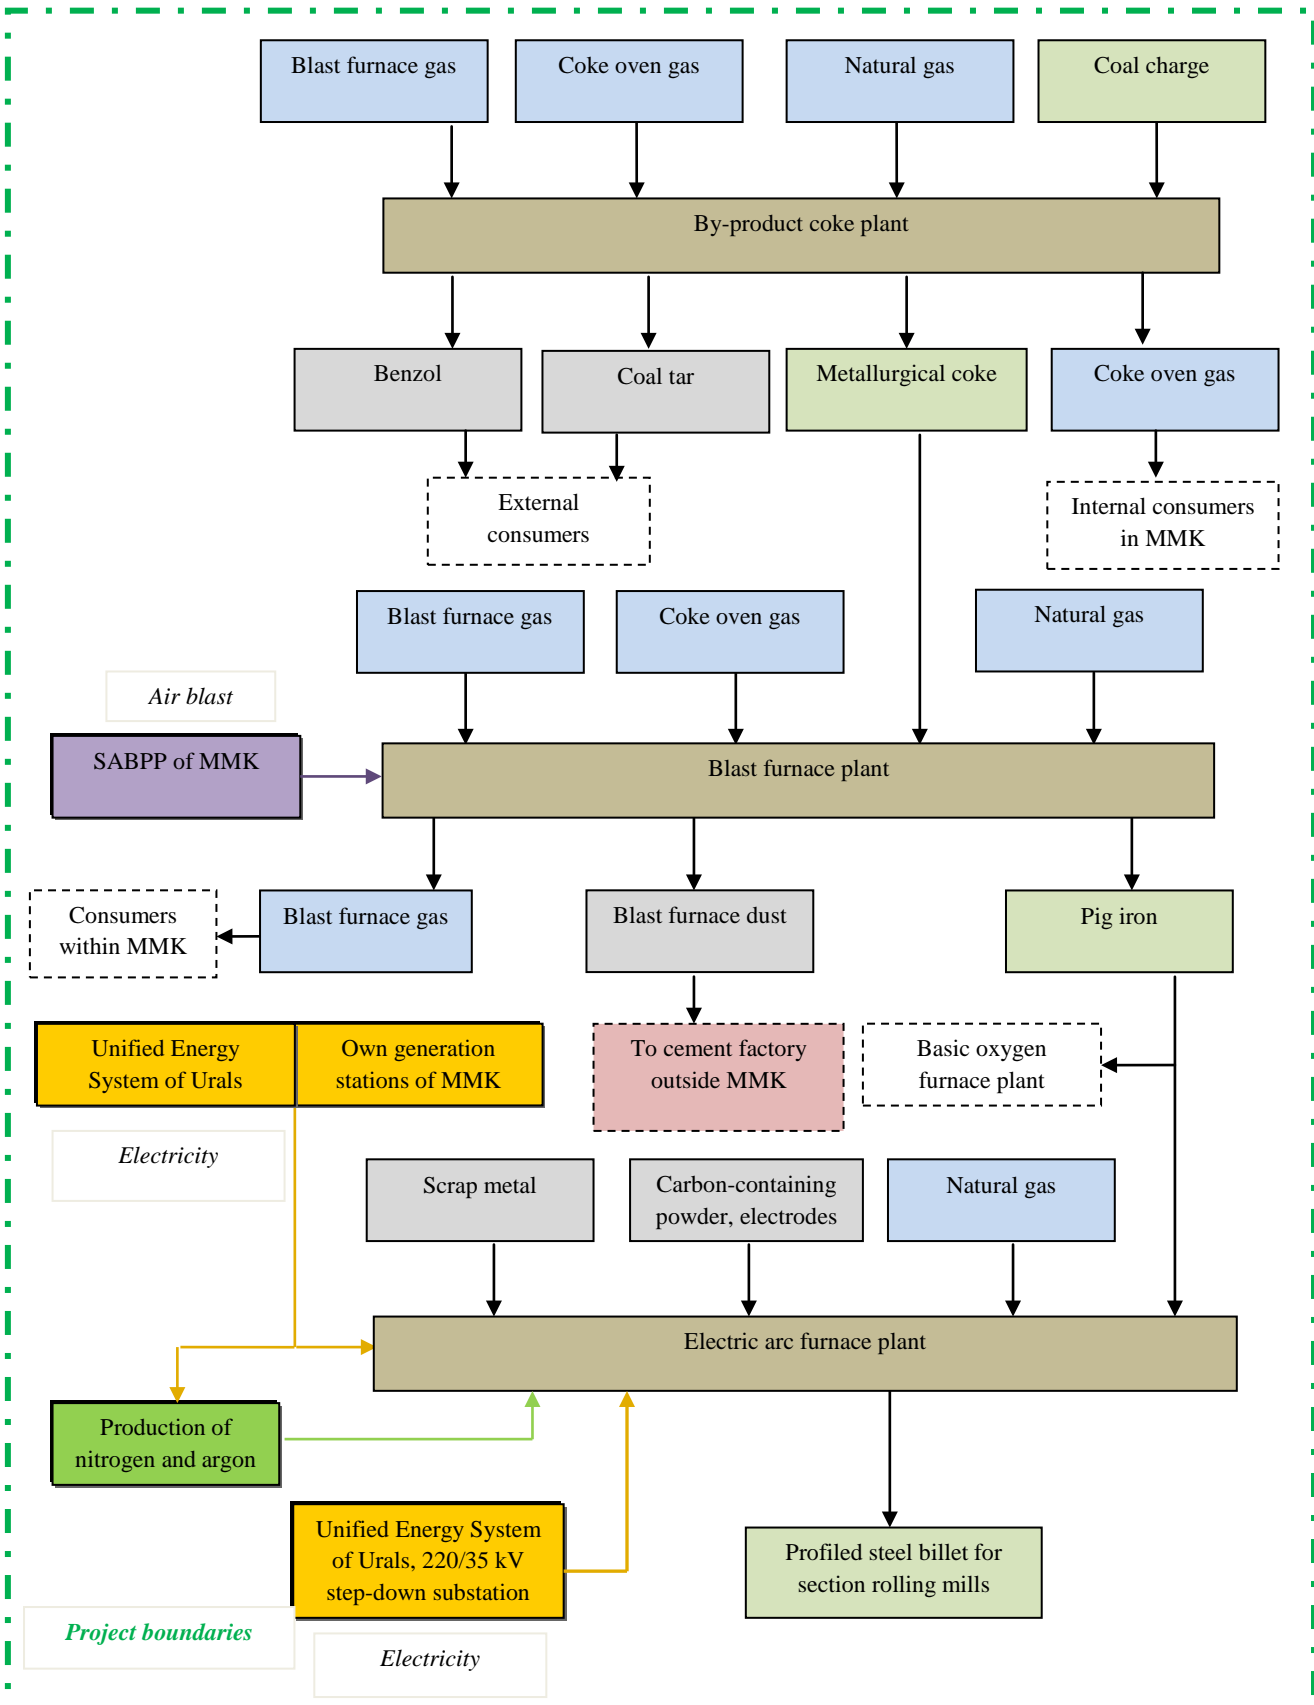 Blast furnace gas
Coke oven gas
Natural gas
Coal charge
By-product coke plant
Benzol
Coal tar
Metallurgical coke
Coke oven gas
External
consumers
Internal consumers
in MMK
Blast furnace gas
Coke oven gas
Natural gas
Air blast
SABPP of MMK
Blast furnace plant
Consumers
within MMK
Blast furnace gas
Blast furnace dust
Pig iron
Unified Energy
System of Urals
Own generation
stations of MMK
To cement factory
outside MMK
Basic oxygen
furnace plant
Electricity
Scrap metal
Carbon-containing
powder, electrodes
Natural gas
Electric arc furnace plant
Production of
nitrogen and argon
Unified Energy System
of Urals, 220/35 kV
step-down substation
Profiled steel billet for
section rolling mills
Project boundaries
Electricity